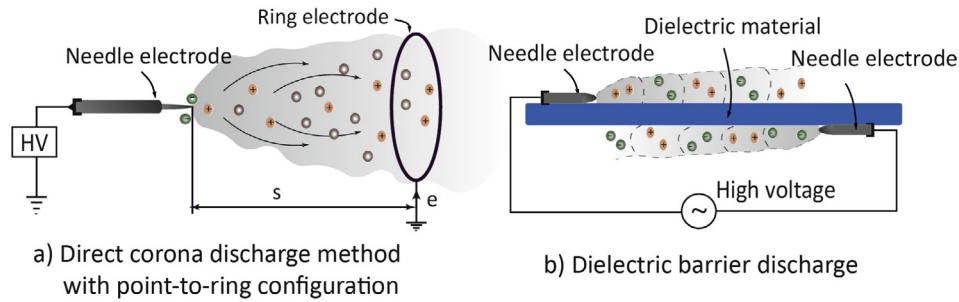 Ring electrode
Needle electrode
HV
s
e
a) Direct corona discharge method
with point-to-ring configuration
Dielectric material
Needle electrode
Needle electrode
High voltage
~
b) Dielectric barrier discharge